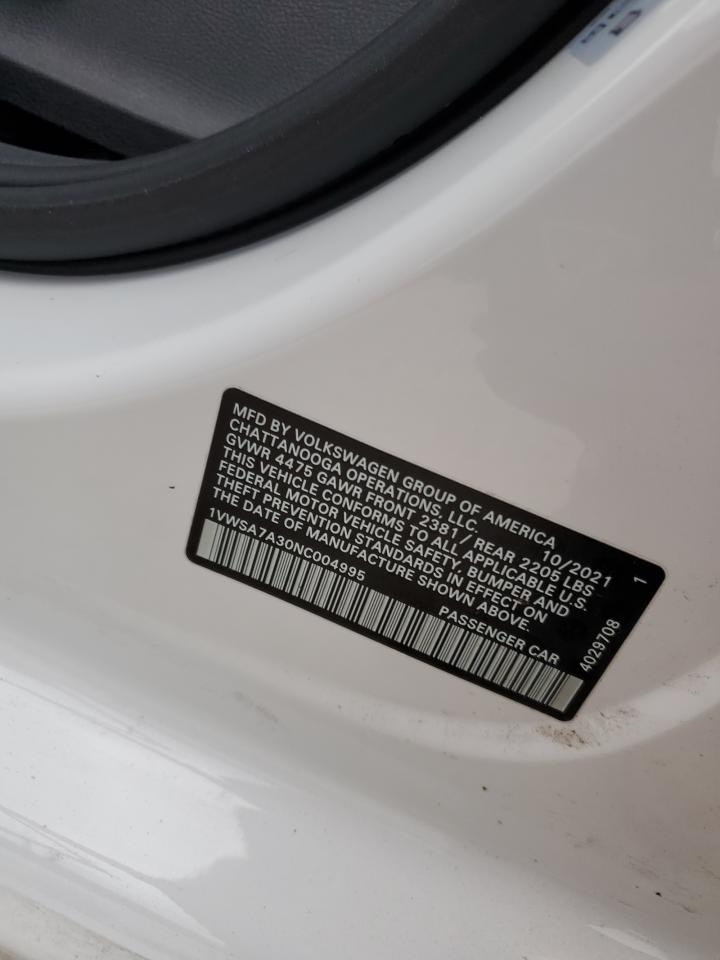 MFD BY VOLKSWAGEN GROUP OF AMERICA
CHATTANOOGA OPERATIONS, LLC. 10/2021
GVWR 4475 GAWR FRONT 2381 / REAR 2205 LBS
THIS VEHICLE CONFORMS TO ALL APPLICABLE U.S.
FEDERAL MOTOR VEHICLE SAFETY, BUMPER AND
THEFT PREVENTION STANDARDS IN EFFECT ON
THE DATE OF MANUFACTURE SHOWN ABOVE.
1VWSA7A30NC004995 PASSENGER CAR
4029708 1